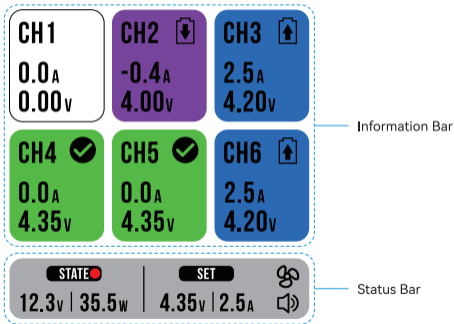 CH1
0.0A
0.00V
CH2
-0.4A
4.00V
CH3
2.5A
4.20V
Information Bar
CH4
0.0A
4.35V
CH5
0.0A
4.35V
CH6
2.5A
4.20V
STATE
12.3V | 35.5W
SET
4.35V | 2.5A
Status Bar